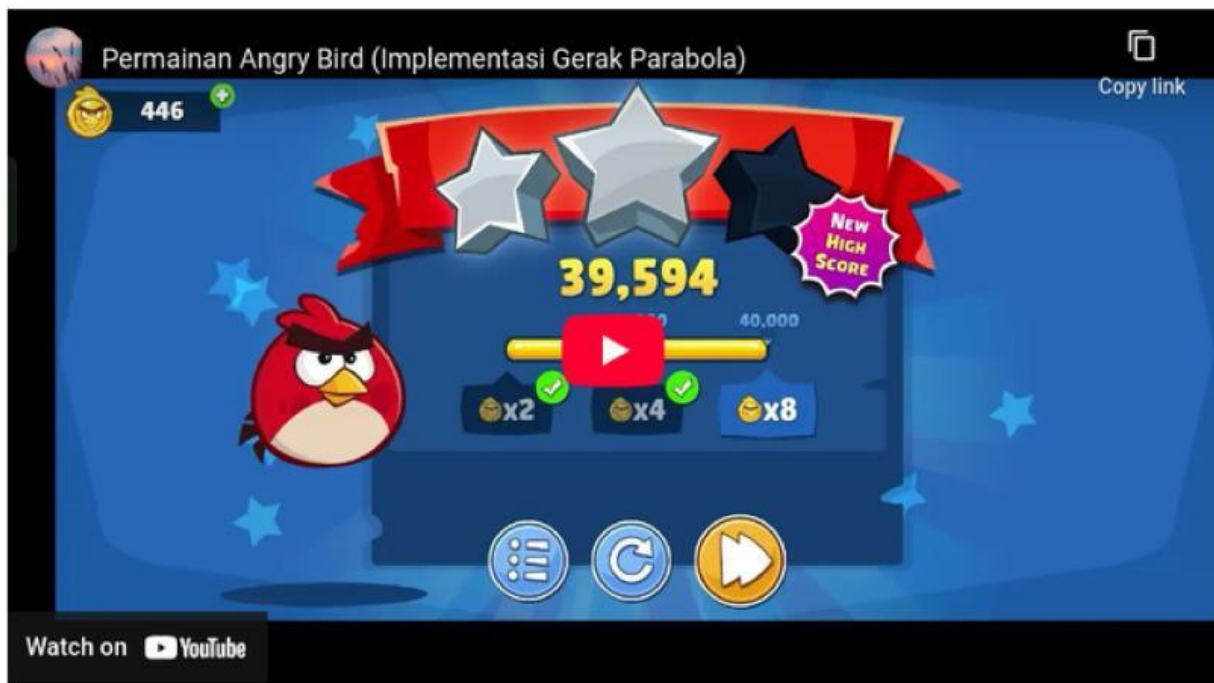 Permainan Angry Bird (Implementasi Gerak Parabola)
Copy link
446
NEW
HIGH
SCORE
39,594
40,000
x2
x4
x8
Watch on YouTube